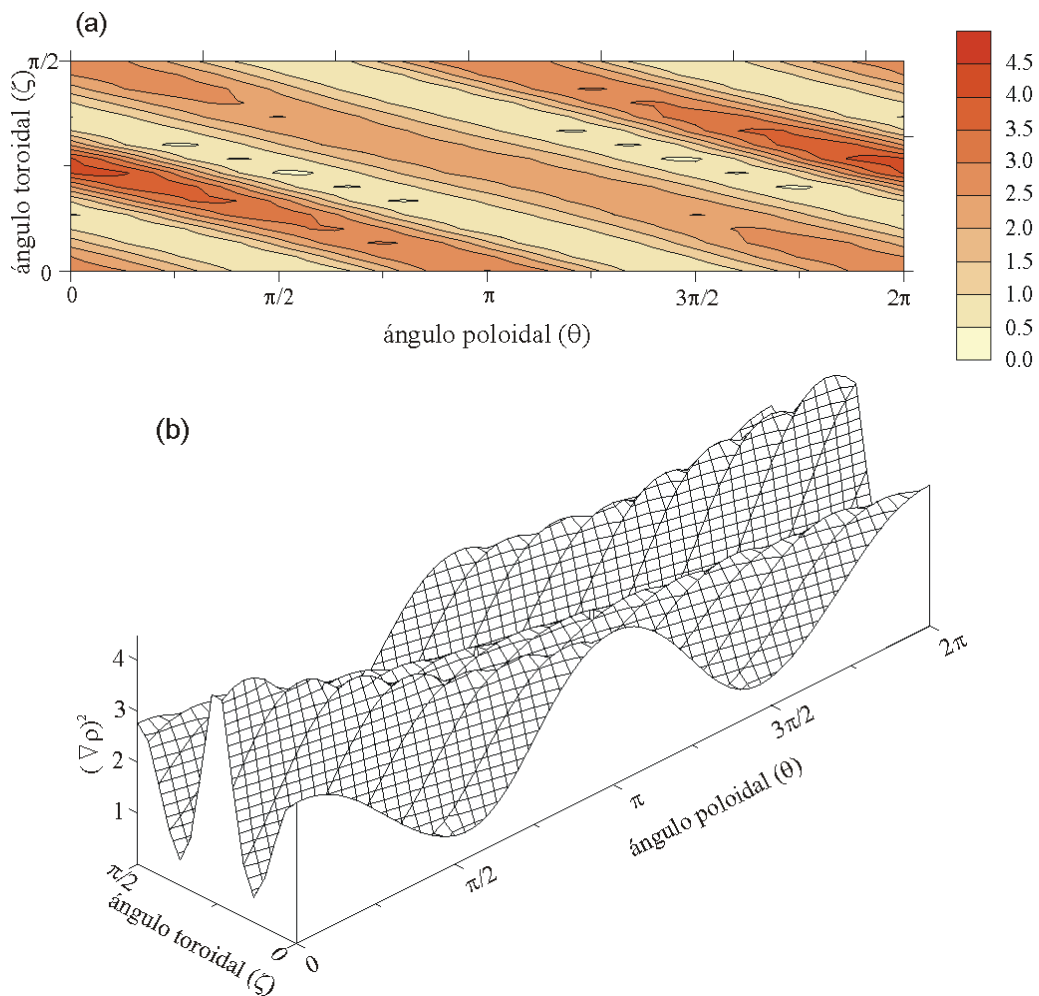 (a)
π/2
0
ángulo toroidal (ζ)
0
π/2
π
3π/2
2π
ángulo poloidal (θ)
4.5
4.0
3.5
3.0
2.5
2.0
1.5
1.0
0.5
0.0
(b)
4
3
2
1
(∇ρ)²
π/2
0
ángulo toroidal (ζ)
0
π/2
π
3π/2
2π
ángulo poloidal (θ)